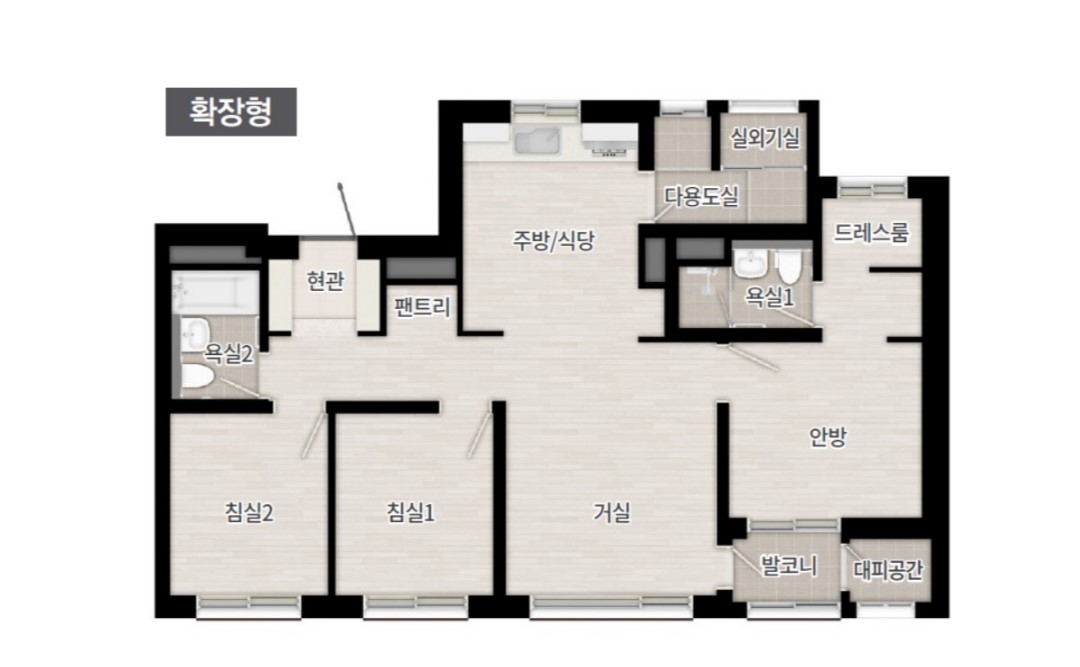 확장형
실외기실
다용도실
드레스룸
주방/식당
현관
욕실1
팬트리
욕실2
안방
침실2
침실1
거실
발코니
대피공간